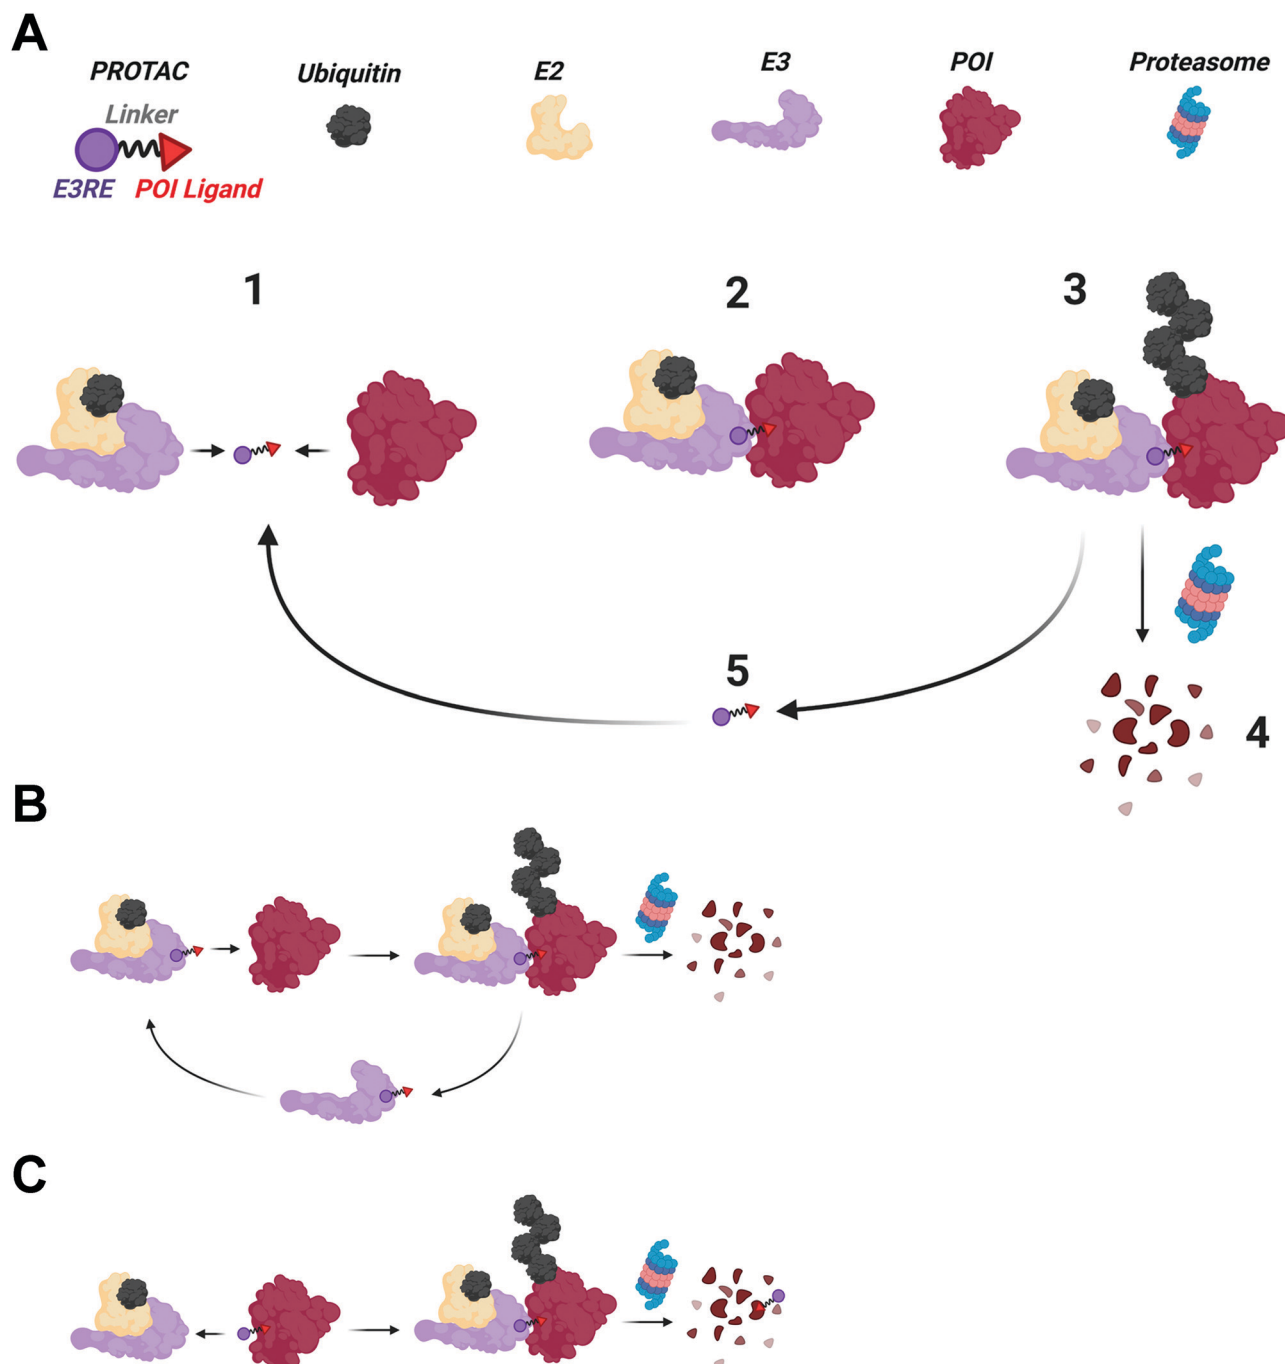 A
PROTAC
Ubiquitin
E2
E3
POI
Proteasome
Linker
E3RE
POI Ligand
1
2
3
5
4
B
C